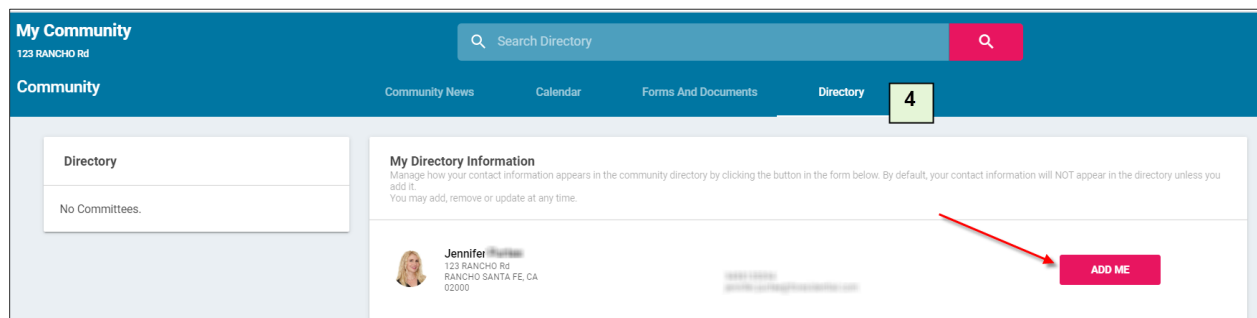 My Community
123 RANCHO Rd
Search Directory
Community
Community News Calendar Forms And Documents Directory 4
Directory
No Committees.
My Directory Information
Manage how your contact information appears in the community directory by clicking the button in the form below. By default, your contact information will NOT appear in the directory unless you
add it.
You may add, remove or update at any time.
Jennifer
123 RANCHO Rd
RANCHO SANTA FE, CA
02000
ADD ME